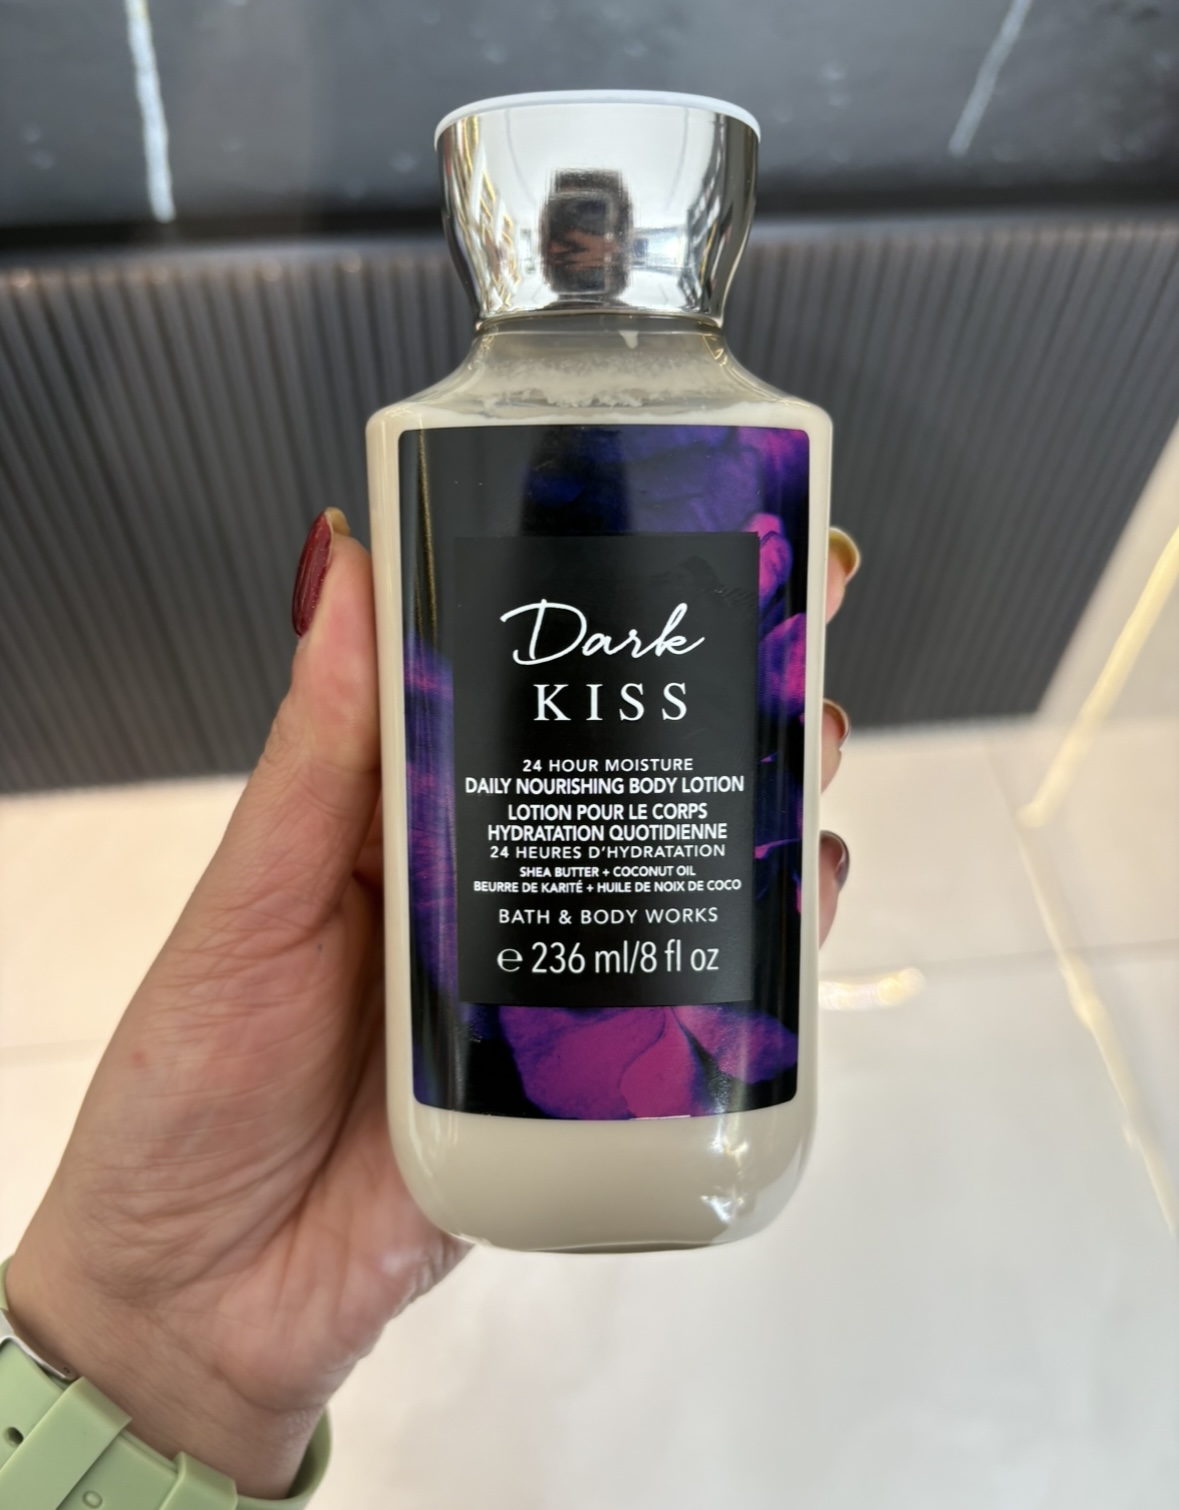 Dark
KISS
24 HOUR MOISTURE
DAILY NOURISHING BODY LOTION
LOTION POUR LE CORPS
HYDRATATION QUOTIDIENNE
24 HEURES D'HYDRATATION
SHEA BUTTER + COCONUT OIL
BEURRE DE KARITÉ + HUILE DE NOIX DE COCO
BATH & BODY WORKS
℮ 236 ml/8 fl oz